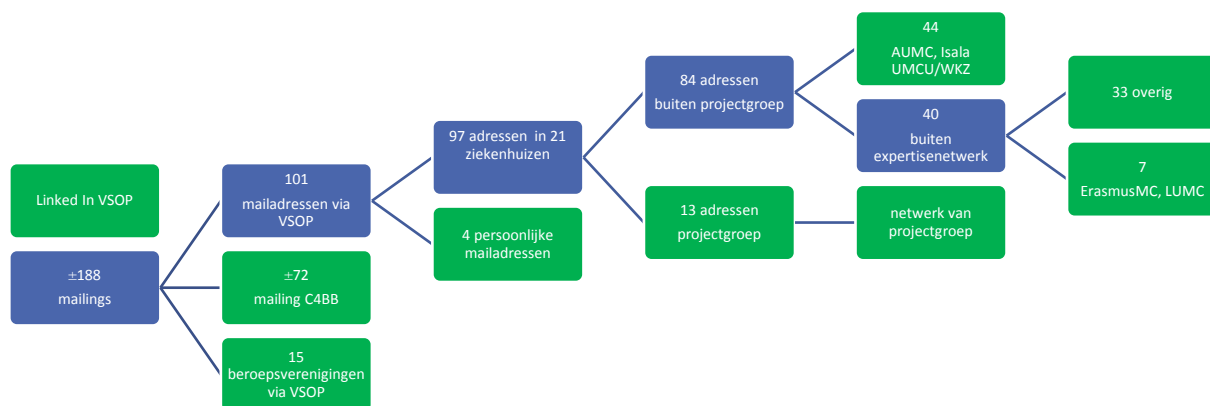 Linked In VSOP
±188
mailings
101
mailadressen via
VSOP
±72
mailing C4BB
15
beroepsverenigingen
via VSOP
97 adressen in 21
ziekenhuizen
4 persoonlijke
mailadressen
84 adressen
buiten projectgroep
13 adressen
projectgroep
44
AUMC, Isala
UMCU/WKZ
40
buiten
expertisenetwerk
netwerk van
projectgroep
33 overig
7
ErasmusMC, LUMC